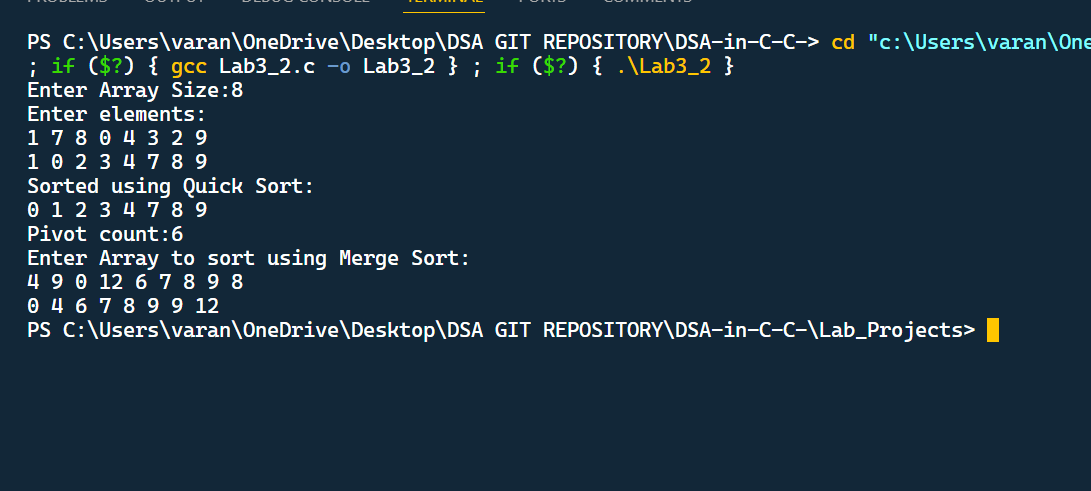 PROBLEMS OUTPUT DEBUG CONSOLE TERMINAL PORTS COMMENTS
PS C:\Users\varan\OneDrive\Desktop\DSA GIT REPOSITORY\DSA-in-C-C-> cd "c:\Users\varan\One
; if ($?) { gcc Lab3_2.c -o Lab3_2 } ; if ($?) { .\Lab3_2 }
Enter Array Size:8
Enter elements:
1 7 8 0 4 3 2 9
1 0 2 3 4 7 8 9
Sorted using Quick Sort:
0 1 2 3 4 7 8 9
Pivot count:6
Enter Array to sort using Merge Sort:
4 9 0 12 6 7 8 9 8
0 4 6 7 8 9 9 12
PS C:\Users\varan\OneDrive\Desktop\DSA GIT REPOSITORY\DSA-in-C-C-\Lab_Projects>